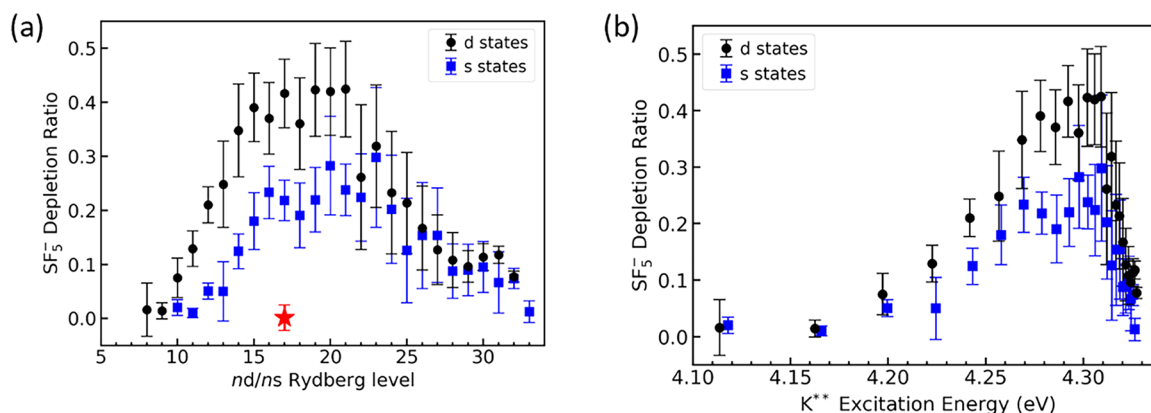 (a)
SF₅⁻ Depletion Ratio
0.5
0.4
0.3
0.2
0.1
0.0
d states
s states
5 10 15 20 25 30
nd/ns Rydberg level
(b)
SF₅⁻ Depletion Ratio
0.5
0.4
0.3
0.2
0.1
0.0
d states
s states
4.10 4.15 4.20 4.25 4.30
K** Excitation Energy (eV)